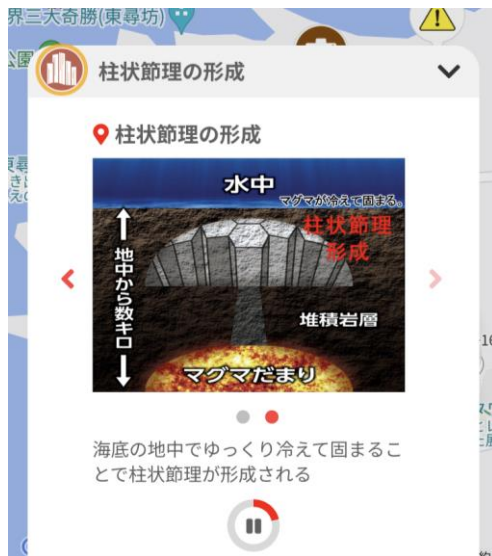 界三大奇勝(東尋坊)
公園
柱状節理の形成
柱状節理の形成
水中
マグマが冷えて固まる。
柱状節理
形成
地中から数キロ
堆積岩層
マグマだまり
海底の地中でゆっくり冷えて固まるこ
とで柱状節理が形成される